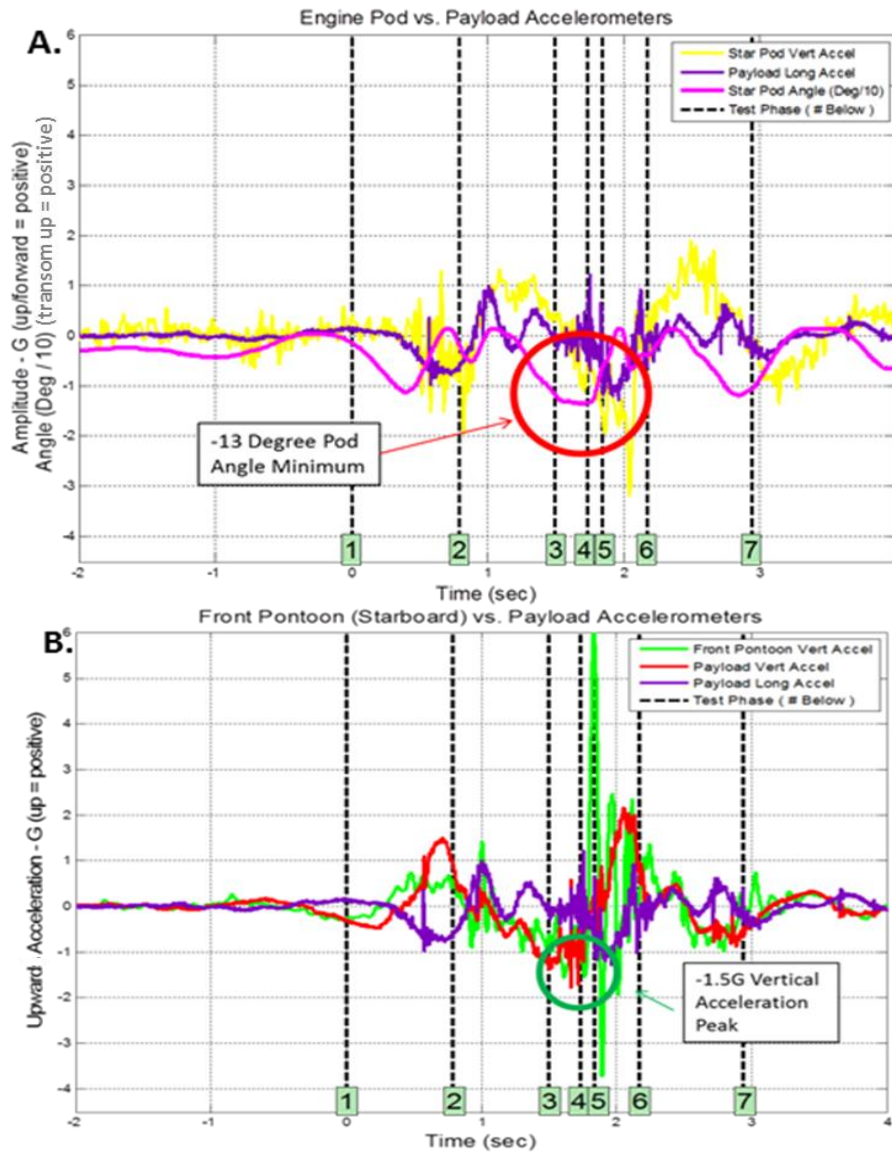 A.
Engine Pod vs. Payload Accelerometers
Star Pod Vert Accel
Payload Long Accel
Star Pod Angle (Deg/10)
Test Phase ( # Below )
Amplitude - G (up/forward = positive)
Angle (Deg / 10) (transom up = positive)
6
5
4
3
2
1
0
-1
-2
-3
-4
-13 Degree Pod
Angle Minimum
1 2 3 4 5 6 7
-2 -1 0 1 2 3
Time (sec)
B.
Front Pontoon (Starboard) vs. Payload Accelerometers
Front Pontoon Vert Accel
Payload Vert Accel
Payload Long Accel
Test Phase ( # Below )
Upward Acceleration - G (up = positive)
6
5
4
3
2
1
0
-1
-2
-3
-4
-1.5G Vertical
Acceleration
Peak
1 2 3 4 5 6 7
-2 -1 0 1 2 3 4
Time (sec)